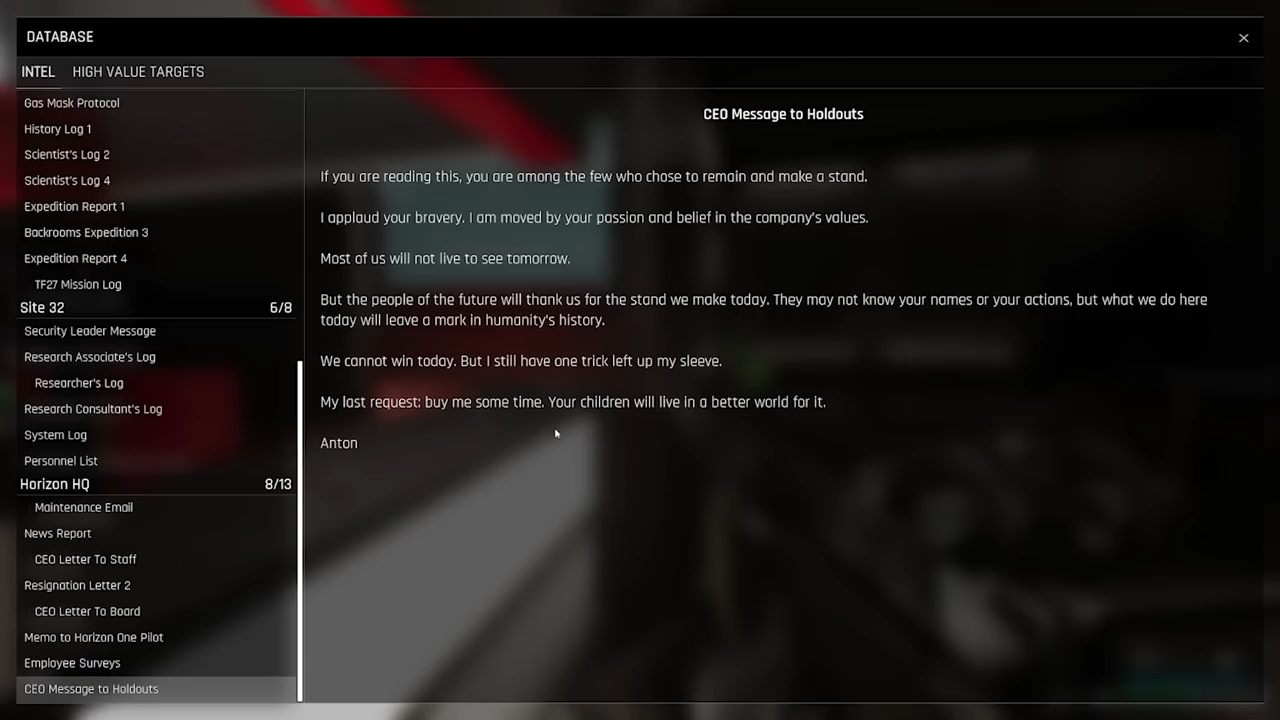 DATABASE
INTEL HIGH VALUE TARGETS
Gas Mask Protocol
History Log 1
Scientist's Log 2
Scientist's Log 4
Expedition Report 1
Backrooms Expedition 3
Expedition Report 4
TF27 Mission Log
Site 32 6/8
Security Leader Message
Research Associate's Log
Researcher's Log
Research Consultant's Log
System Log
Personnel List
Horizon HQ 8/13
Maintenance Email
News Report
CEO Letter To Staff
Resignation Letter 2
CEO Letter To Board
Memo to Horizon One Pilot
Employee Surveys
CEO Message to Holdouts
CEO Message to Holdouts
If you are reading this, you are among the few who chose to remain and make a stand.
I applaud your bravery. I am moved by your passion and belief in the company's values.
Most of us will not live to see tomorrow.
But the people of the future will thank us for the stand we make today. They may not know your names or your actions, but what we do here
today will leave a mark in humanity's history.
We cannot win today. But I still have one trick left up my sleeve.
My last request: buy me some time. Your children will live in a better world for it.
Anton